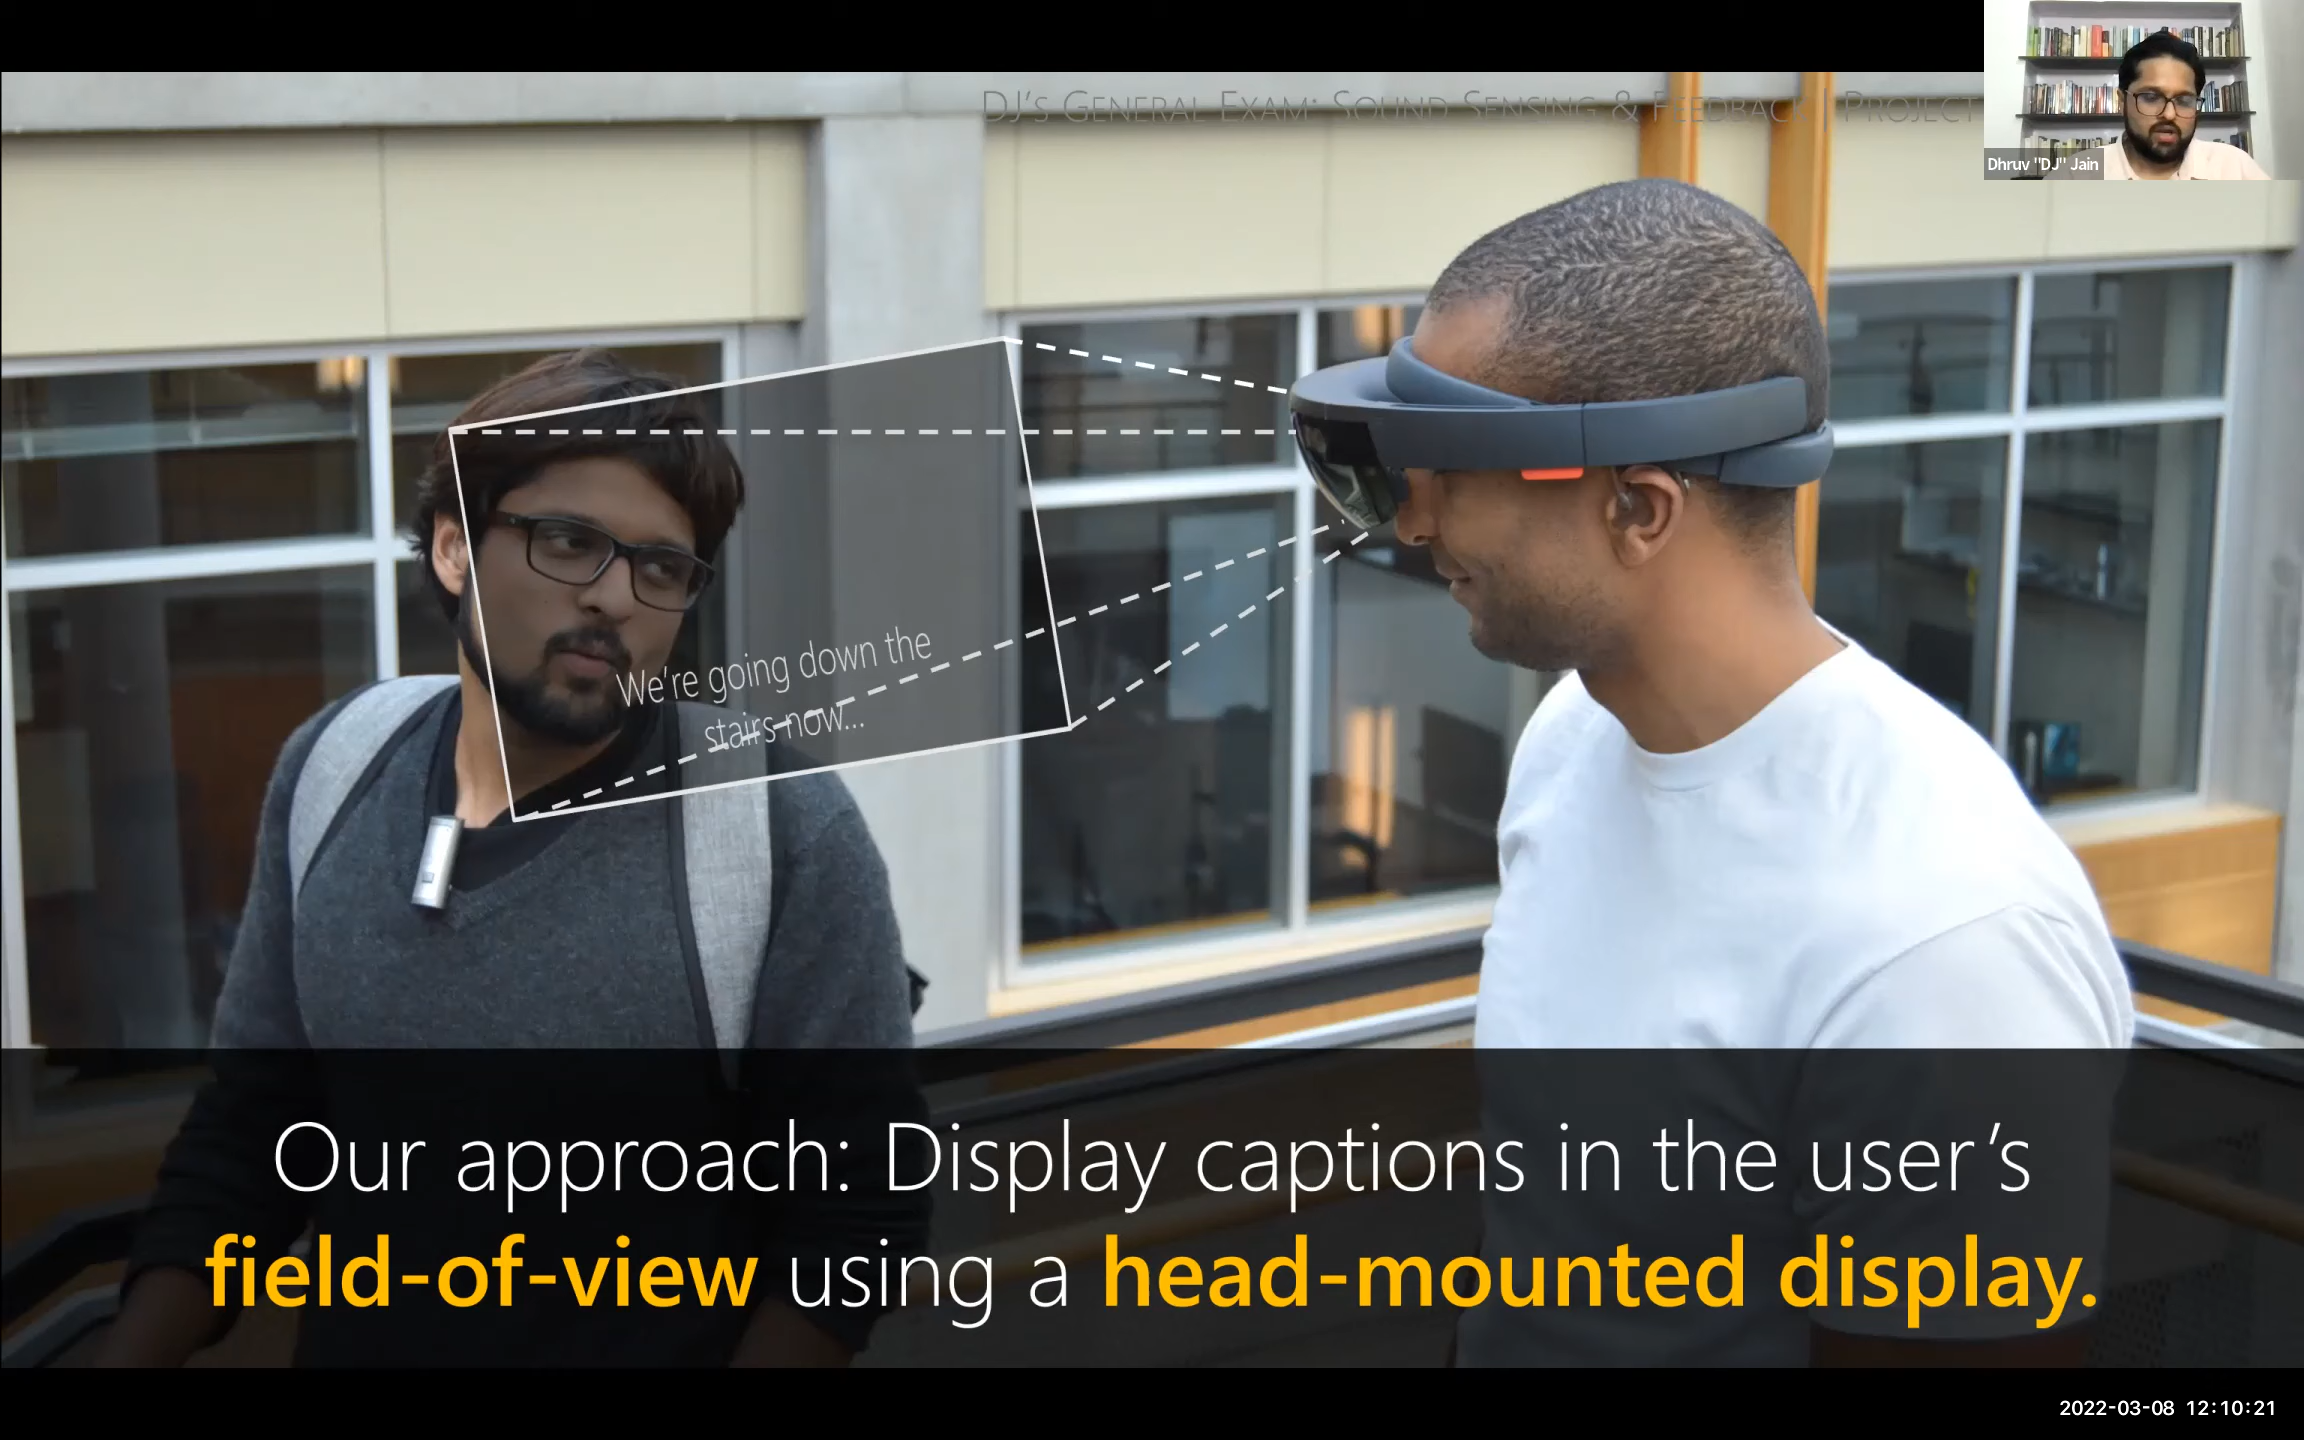 DJ's General Exam: Sound Sensing & Feedback | Project
Dhruv "DJ" Jain
We're going down the
stairs now...
Our approach: Display captions in the user's
field-of-view using a head-mounted display.
2022-03-08 12:10:21